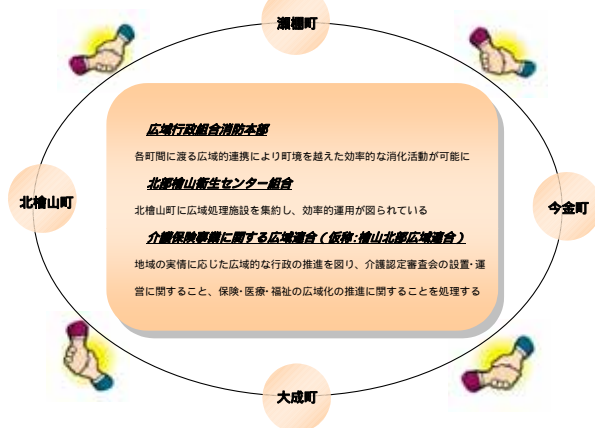 瀬棚町
広域行政組合消防本部
各町間に渡る広域的連携により町境を越えた効率的な消化活動が可能に
北部檜山衛生センター組合
北檜山町
今金町
北檜山町に広域処理施設を集約し、効率的運用が図られている
介護保険事業に関する広域連合（仮称：檜山北部広域連合）
地域の実情に応じた広域的な行政の推進を図り、介護認定審査会の設置・運
営に関すること、保険・医療・福祉の広域化の推進に関することを処理する
大成町